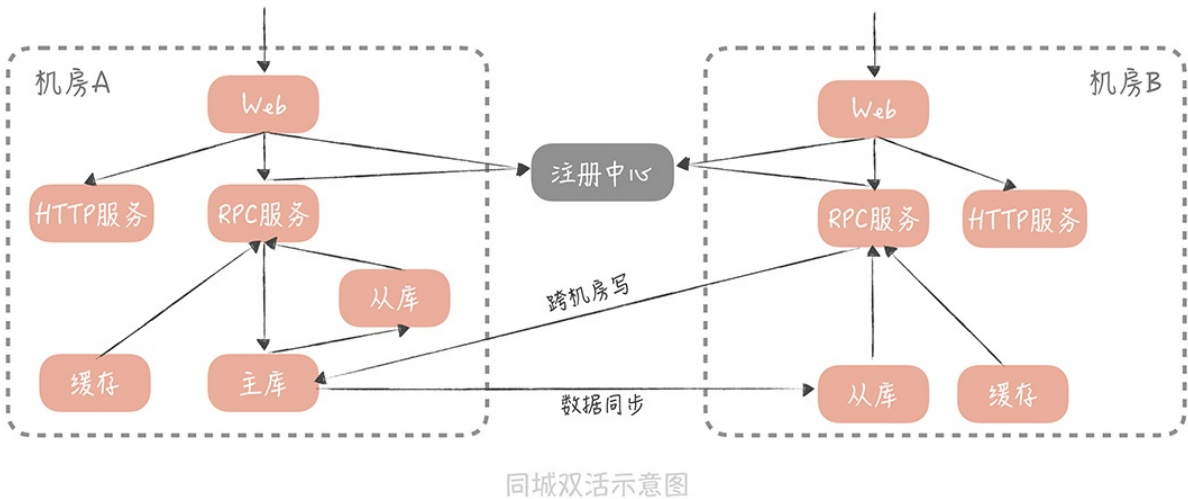 机房A
Web
HTTP服务
RPC服务
从库
缓存
主库
注册中心
跨机房写
数据同步
机房B
Web
RPC服务
HTTP服务
从库
缓存
同城双活示意图